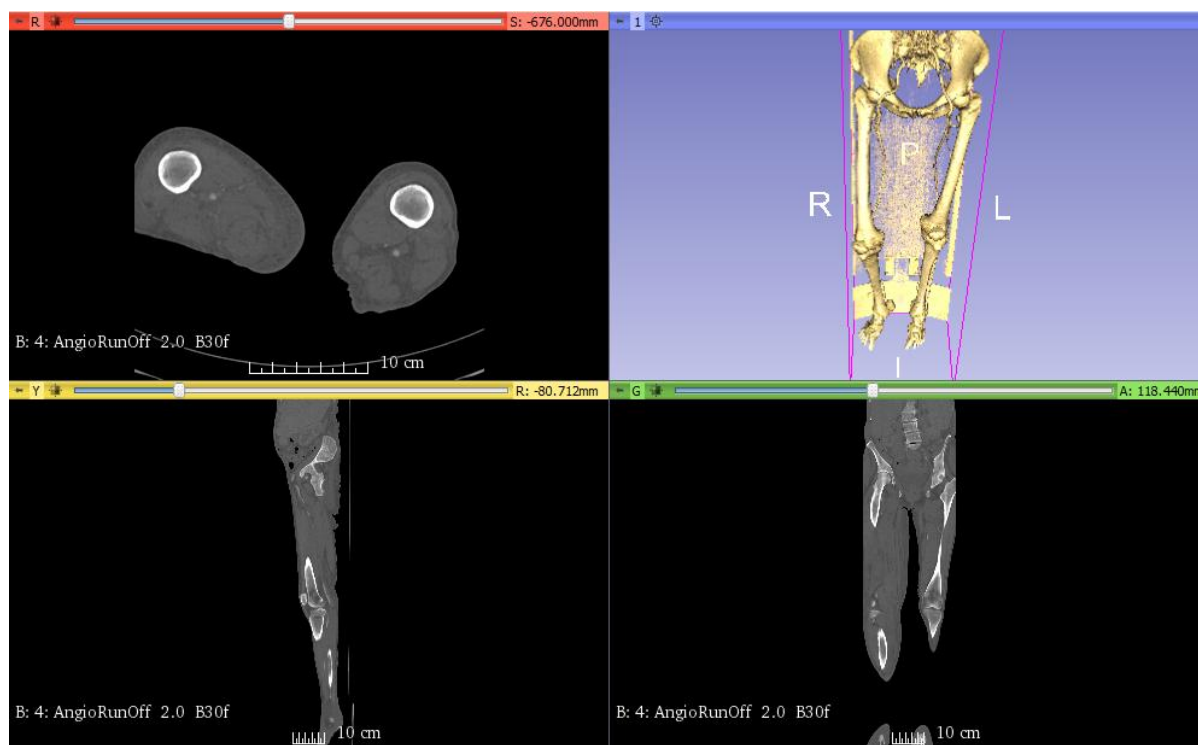 R S: -676.000mm
B: 4: AngioRunOff 2.0 B30f
10 cm
1
P
R
L
I
Y R: -80.712mm
B: 4: AngioRunOff 2.0 B30f
10 cm
G A: 118.440mm
B: 4: AngioRunOff 2.0 B30f
10 cm